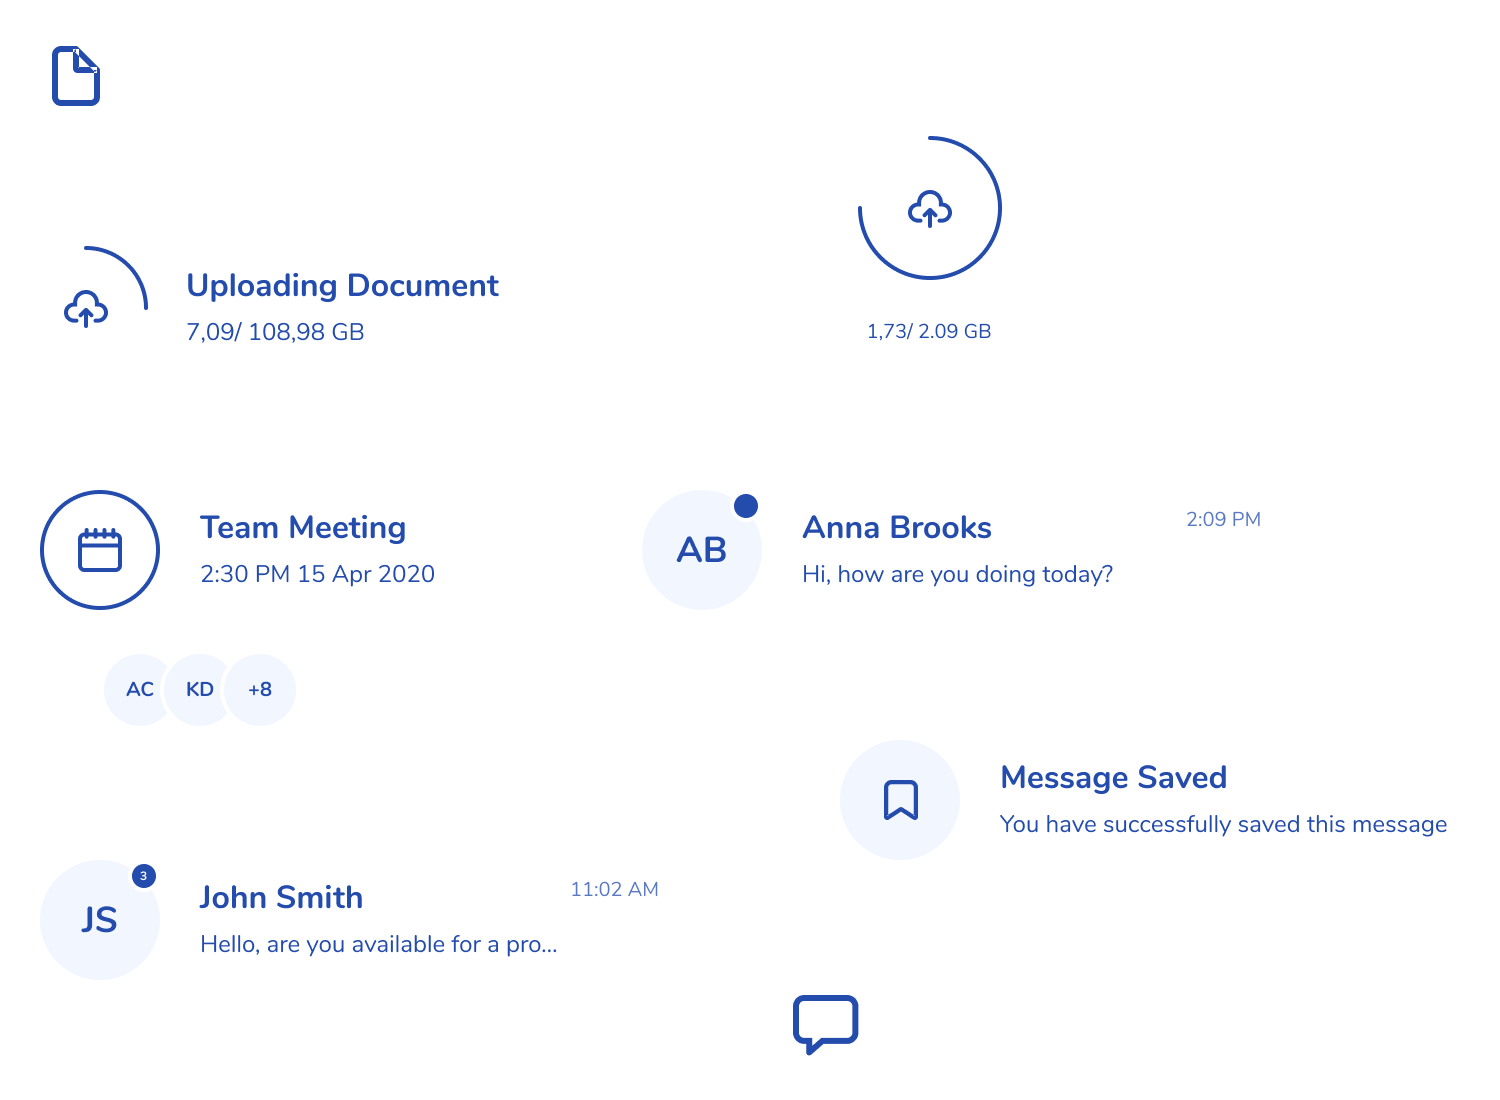 Uploading Document
7,09/ 108,98 GB
1,73/ 2.09 GB
Team Meeting
2:30 PM 15 Apr 2020
AC
KD
+8
AB
Anna Brooks
2:09 PM
Hi, how are you doing today?
Message Saved
You have successfully saved this message
JS
3
John Smith
11:02 AM
Hello, are you available for a pro...